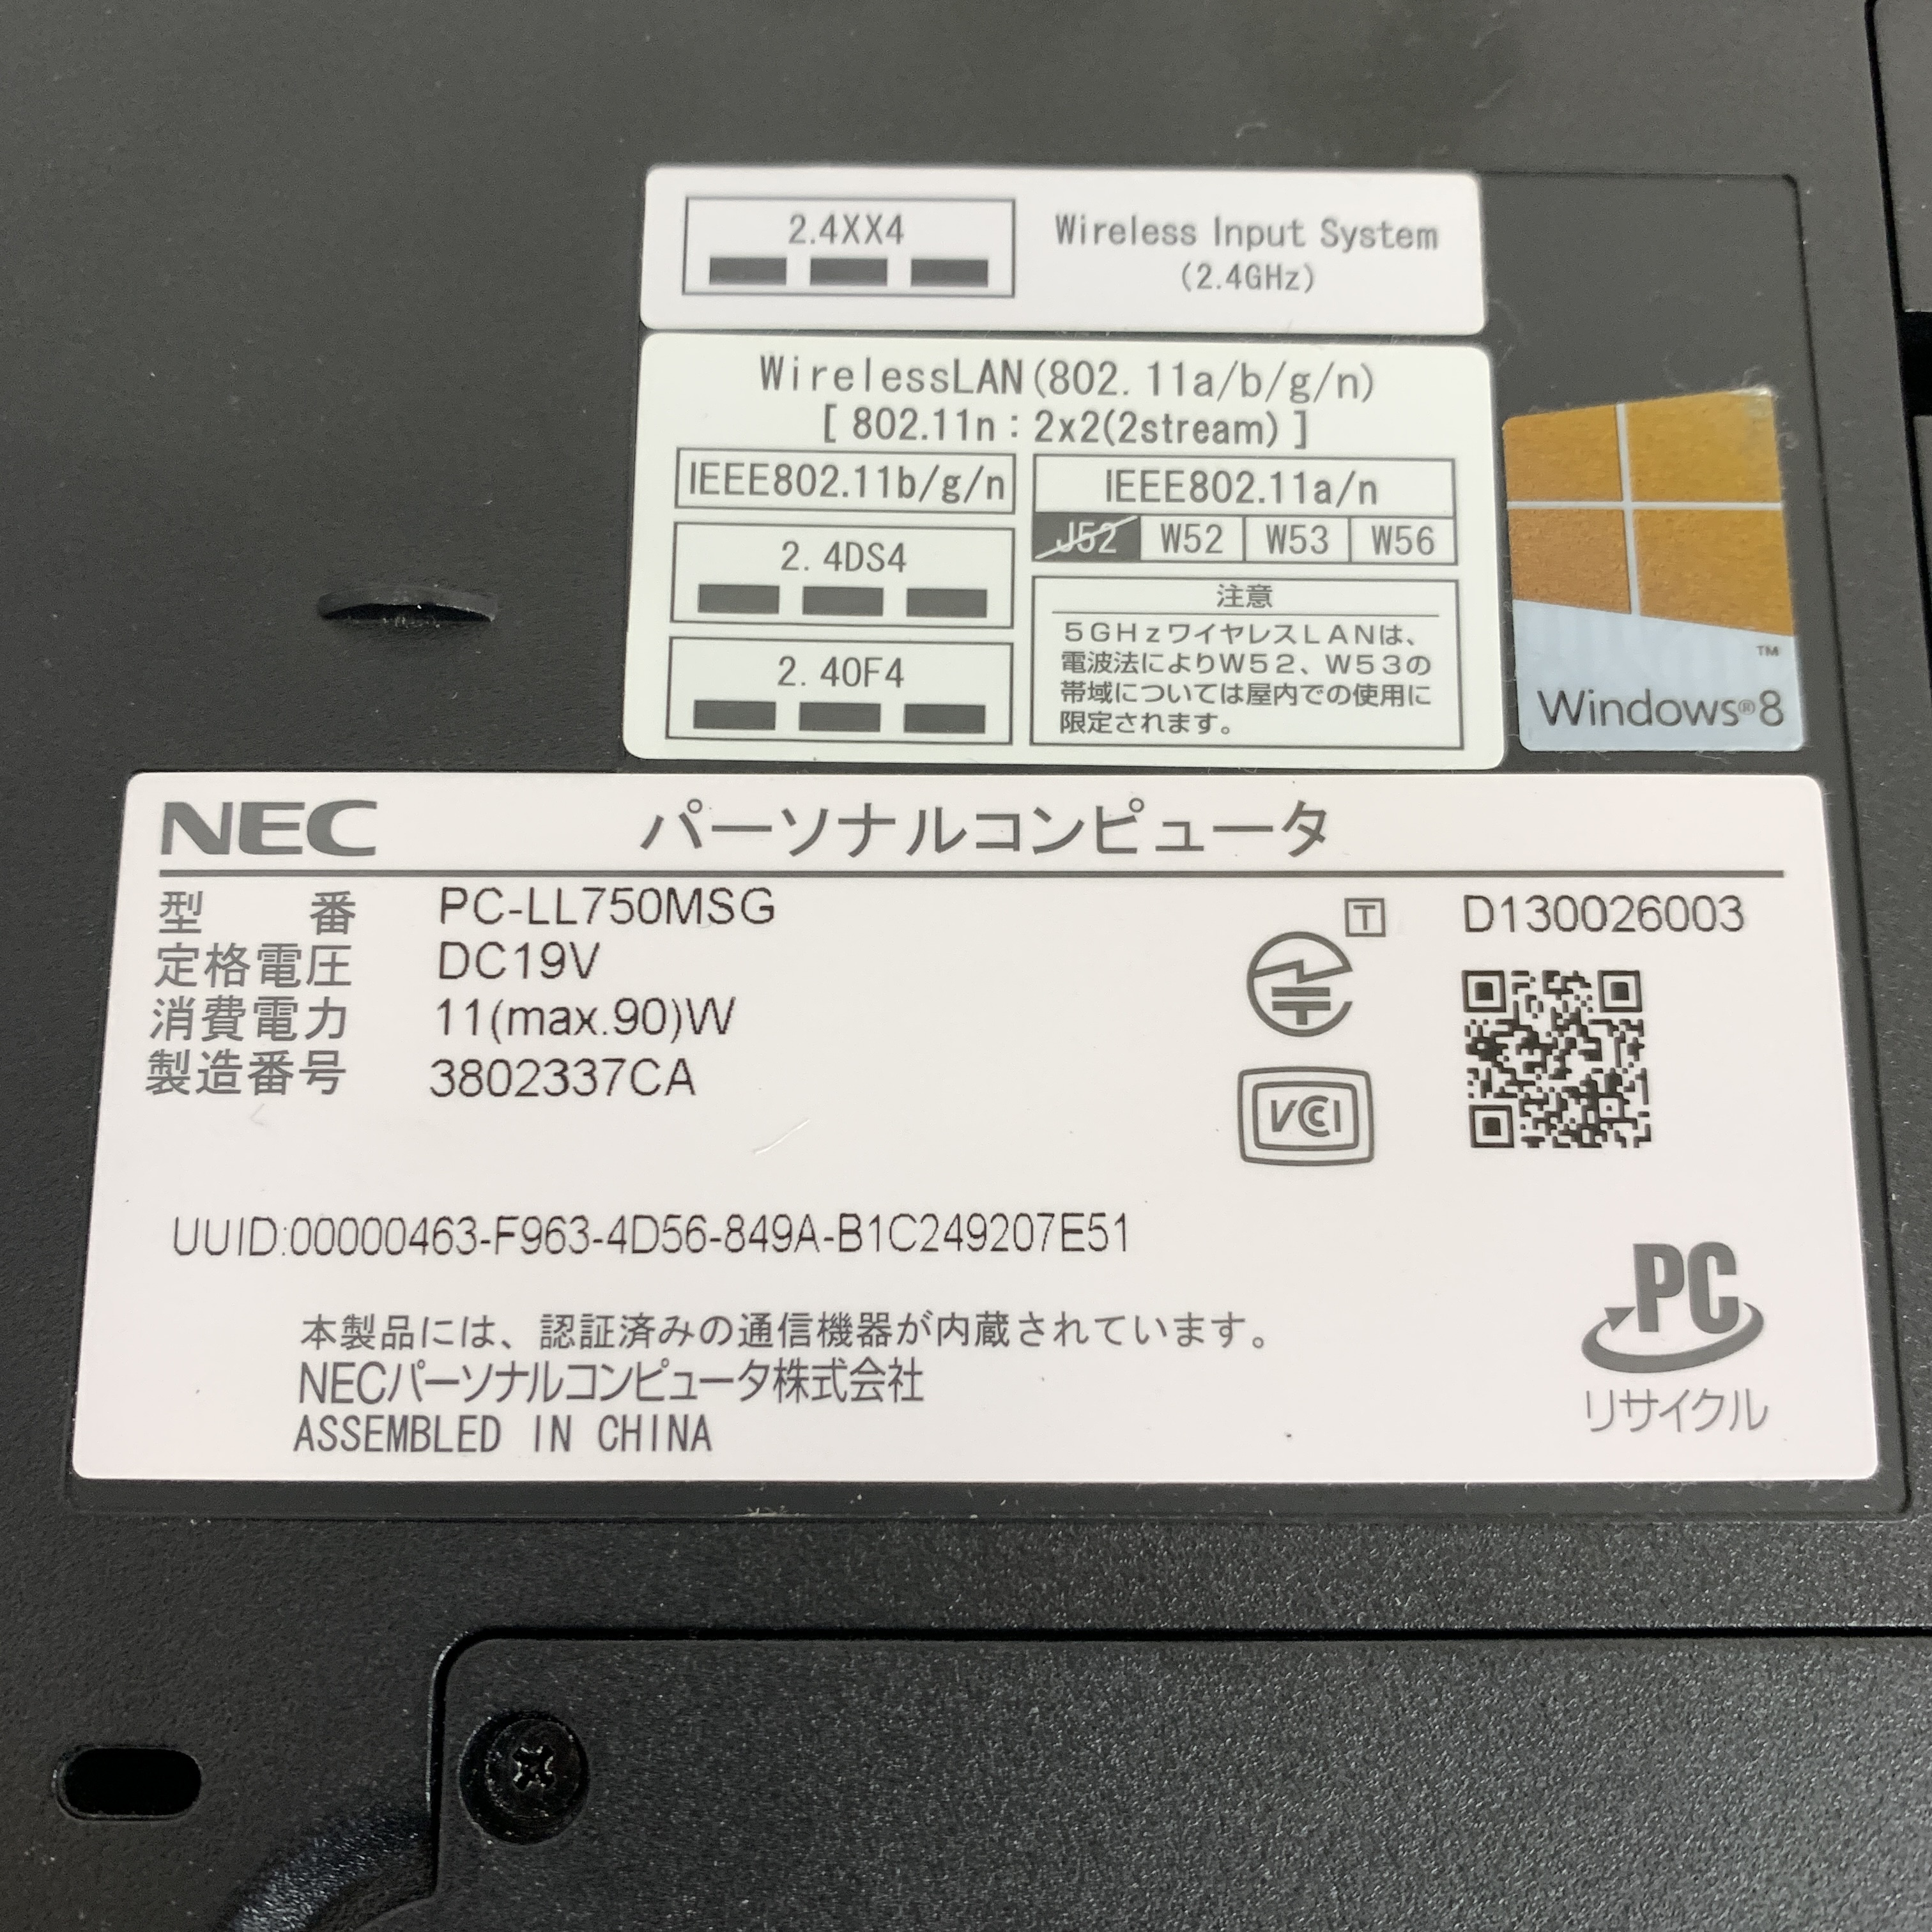 2.4XX4
Wireless Input System
(2.4GHz)
WirelessLAN(802.11a/b/g/n)
[ 802.11n : 2x2(2stream) ]
IEEE802.11b/g/n
IEEE802.11a/n
J52 W52 W53 W56
2.4DS4
2.4OF4
注意
5GHzワイヤレスLANは、
電波法によりW52、W53の
帯域については屋内での使用に
限定されます。
TM
Windows®8
NEC パーソナルコンピュータ
型番 PC-LL750MSG
定格電圧 DC19V
消費電力 11(max.90)W
製造番号 3802337CA
T D130026003
VCCI
UUID:00000463-F963-4D56-849A-B1C249207E51
本製品には、認証済みの通信機器が内蔵されています。
NECパーソナルコンピュータ株式会社
ASSEMBLED IN CHINA
PC
リサイクル